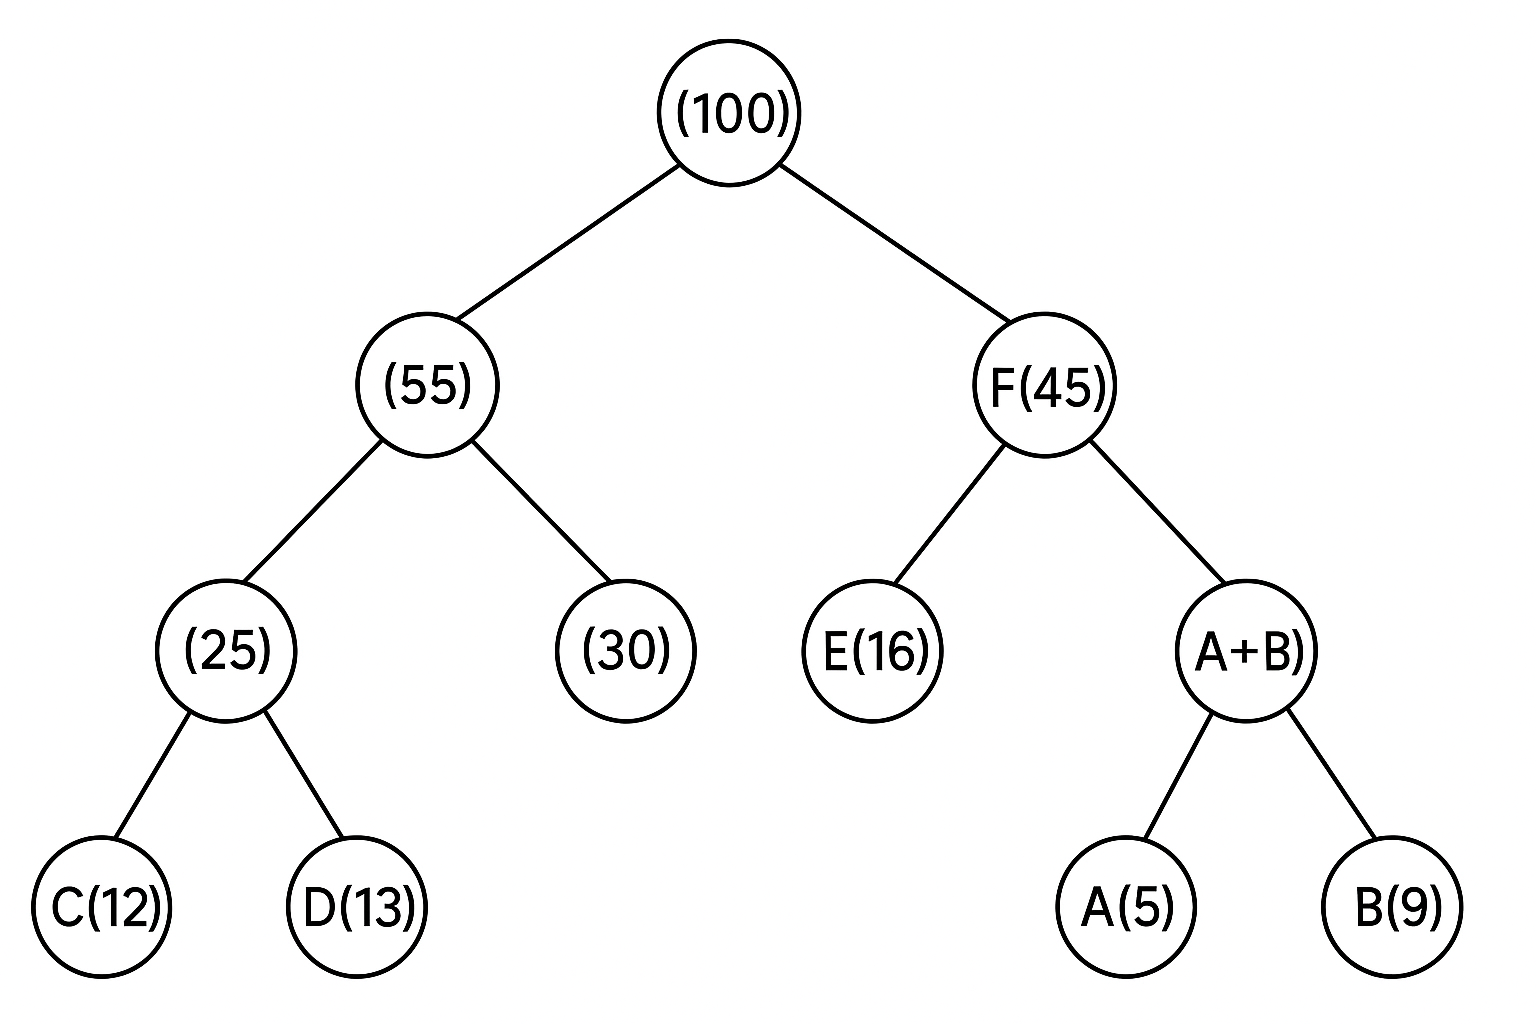 (100)
(55)
F(45)
(25)
(30)
E(16)
A+B)
C(12)
D(13)
A(5)
B(9)